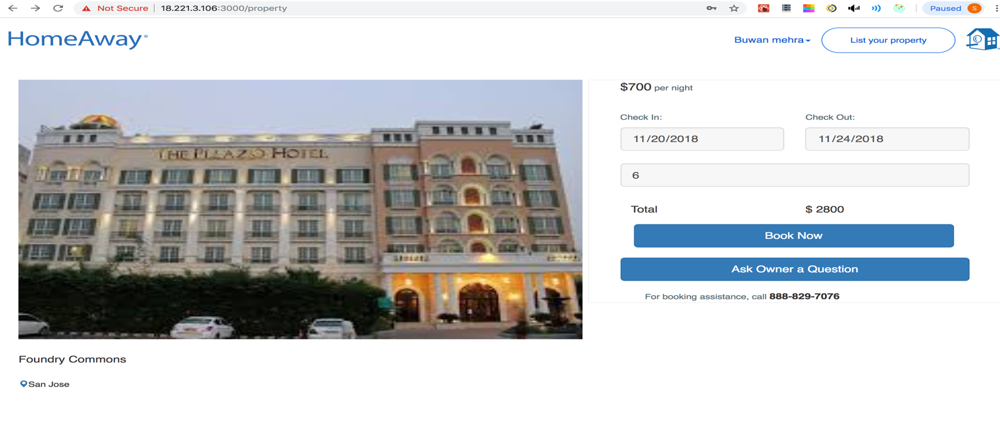 Not Secure | 18.221.3.106:3000/property
Paused S
HomeAway®
Buwan mehra
List your property
THE PLLAZIO HOTEL
$700 per night
Check In: Check Out:
11/20/2018 11/24/2018
6
Total $ 2800
Book Now
Ask Owner a Question
For booking assistance, call 888-829-7076
Foundry Commons
San Jose